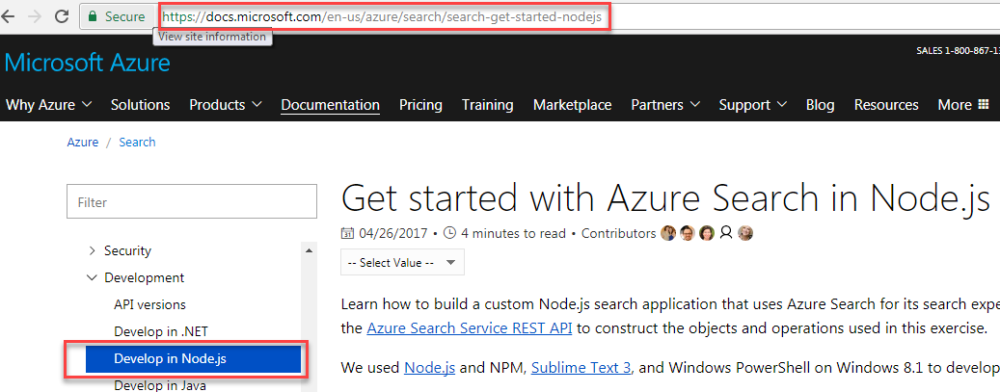 Secure
https://docs.microsoft.com/en-us/azure/search/search-get-started-nodejs
View site information
SALES 1-800-867-13
Microsoft Azure
Why Azure Solutions Products Documentation Pricing Training Marketplace Partners Support Blog Resources More
Azure / Search
Filter
Security
Development
API versions
Develop in .NET
Develop in Node.js
Develop in Java
Get started with Azure Search in Node.js
04/26/2017 • 4 minutes to read • Contributors
-- Select Value --
Learn how to build a custom Node.js search application that uses Azure Search for its search expe
the Azure Search Service REST API to construct the objects and operations used in this exercise.
We used Node.js and NPM, Sublime Text 3, and Windows PowerShell on Windows 8.1 to develop